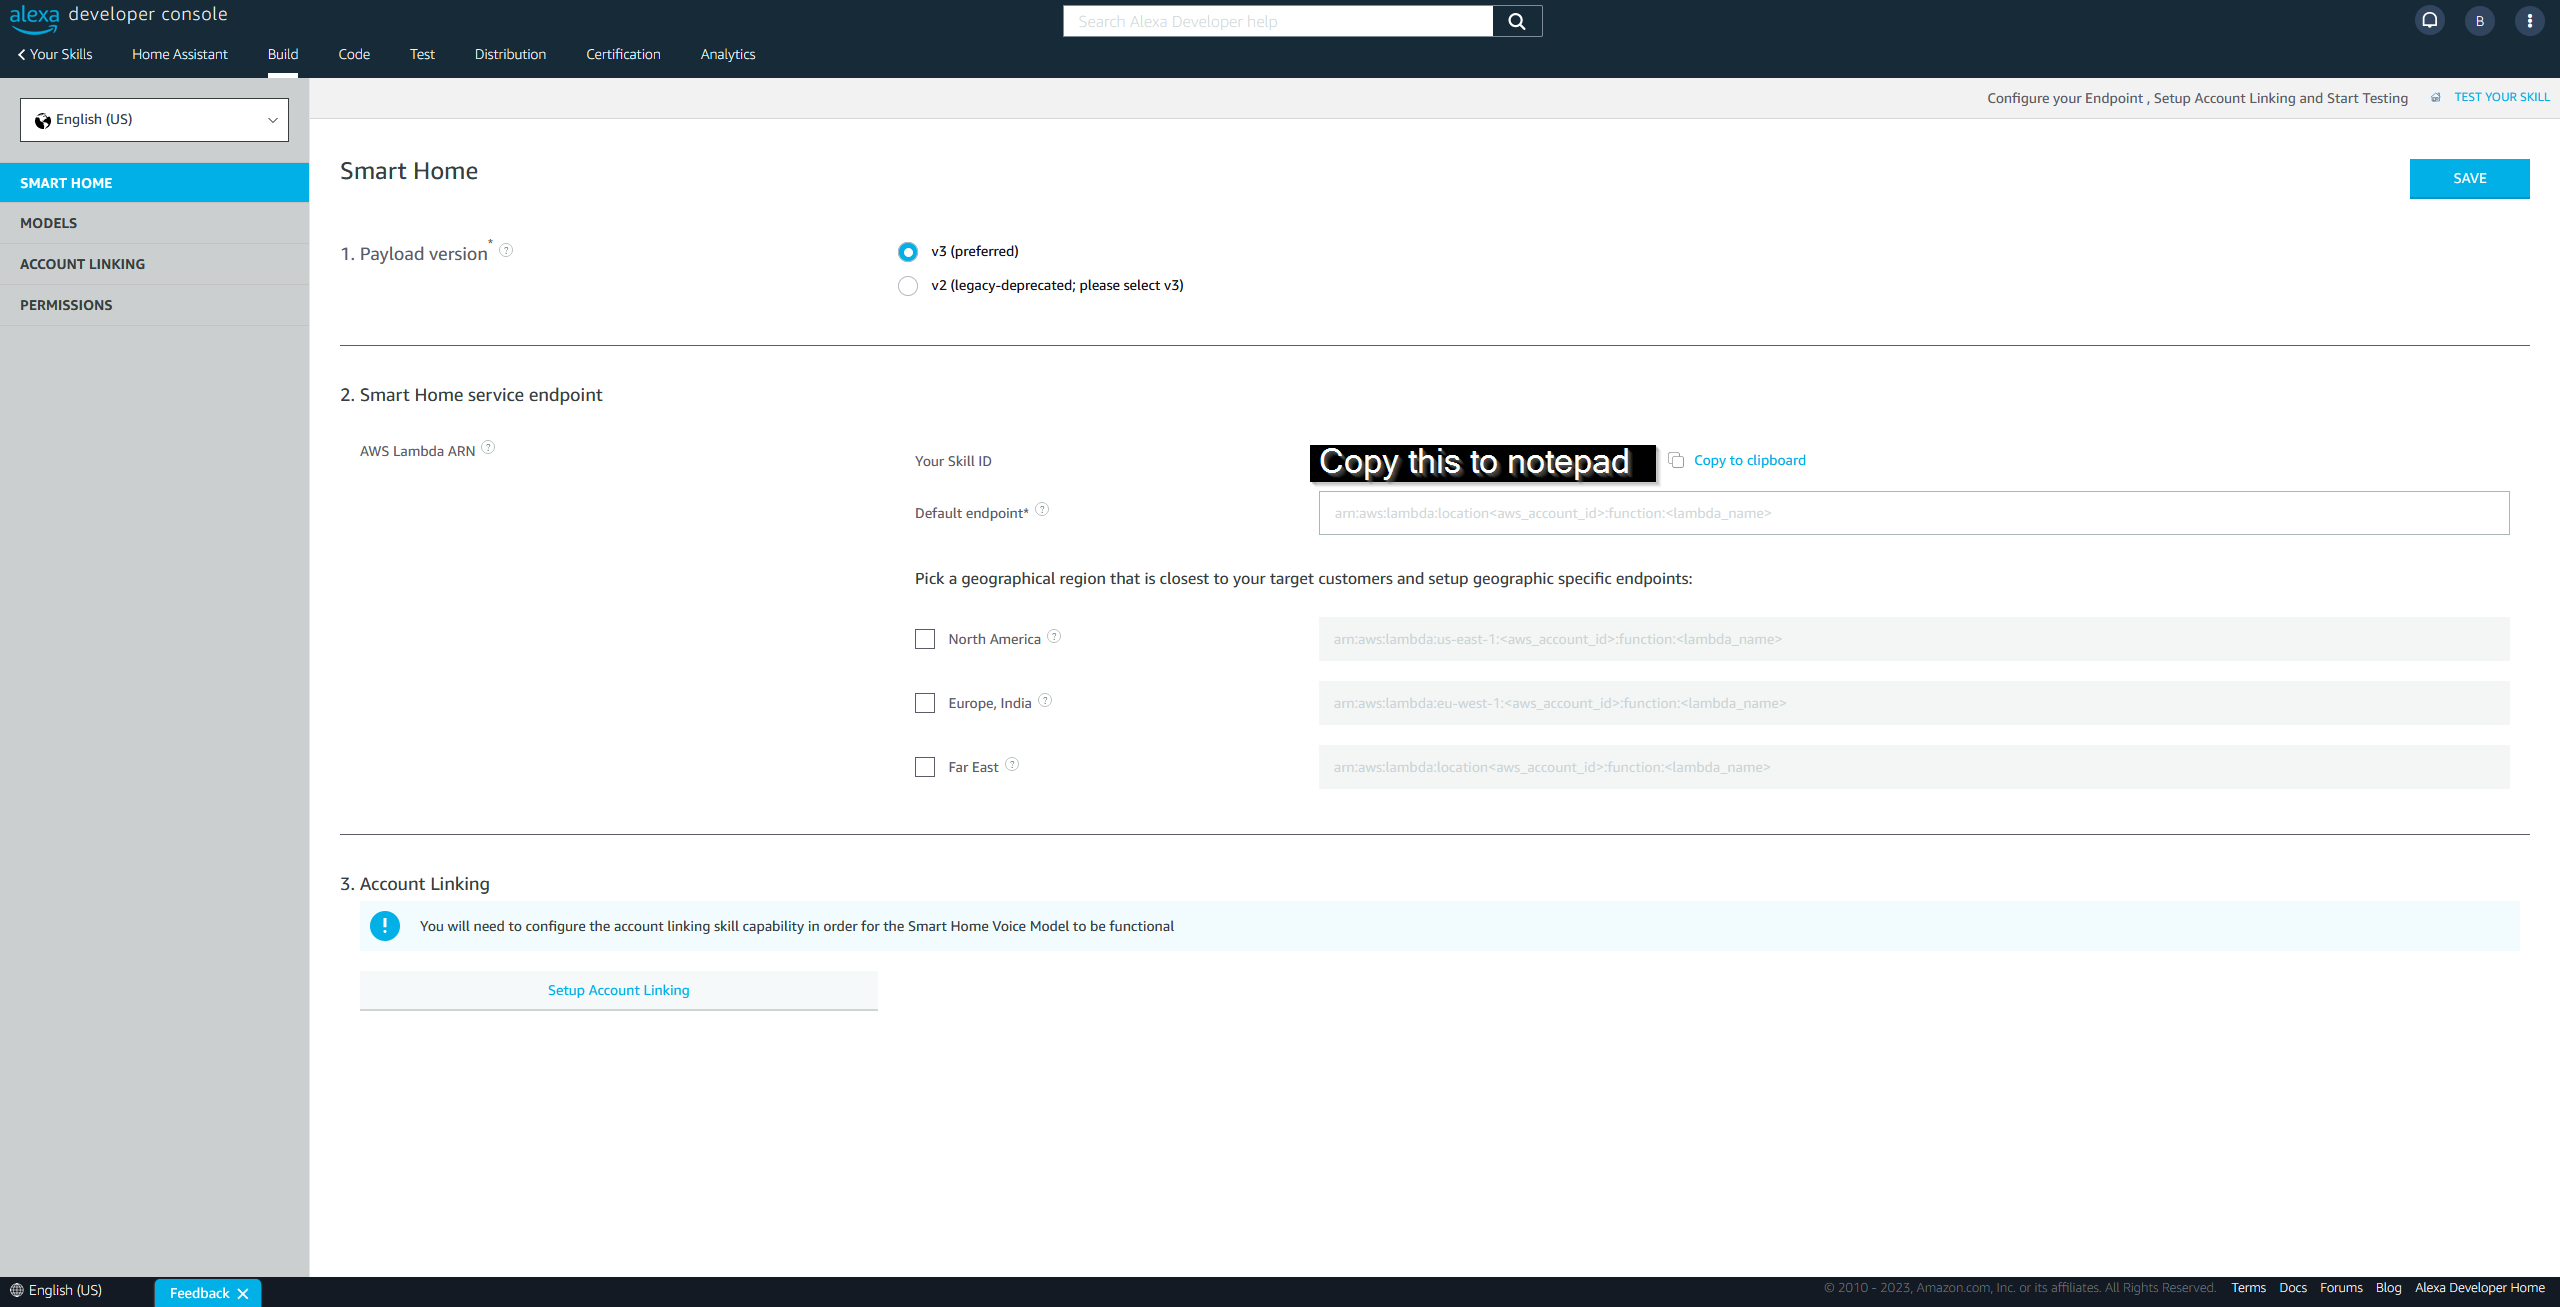 alexa developer console
Search Alexa Developer help
B
Your Skills
Home Assistant
Build
Code
Test
Distribution
Certification
Analytics
English (US)
Configure your Endpoint , Setup Account Linking and Start Testing
TEST YOUR SKILL
SMART HOME
MODELS
ACCOUNT LINKING
PERMISSIONS
Smart Home
SAVE
1. Payload version* ?
v3 (preferred)
v2 (legacy-deprecated; please select v3)
2. Smart Home service endpoint
AWS Lambda ARN ?
Your Skill ID
Copy this to notepad
Copy to clipboard
Default endpoint* ?
arn:aws:lambda:location<aws_account_id>:function:<lambda_name>
Pick a geographical region that is closest to your target customers and setup geographic specific endpoints:
North America ?
arn:aws:lambda:us-east-1:<aws_account_id>:function:<lambda_name>
Europe, India ?
arn:aws:lambda:eu-west-1:<aws_account_id>:function:<lambda_name>
Far East ?
arn:aws:lambda:location<aws_account_id>:function:<lambda_name>
3. Account Linking
! You will need to configure the account linking skill capability in order for the Smart Home Voice Model to be functional
Setup Account Linking
English (US)
Feedback
© 2010 - 2023, Amazon.com, Inc. or its affiliates. All Rights Reserved.
Terms
Docs
Forums
Blog
Alexa Developer Home